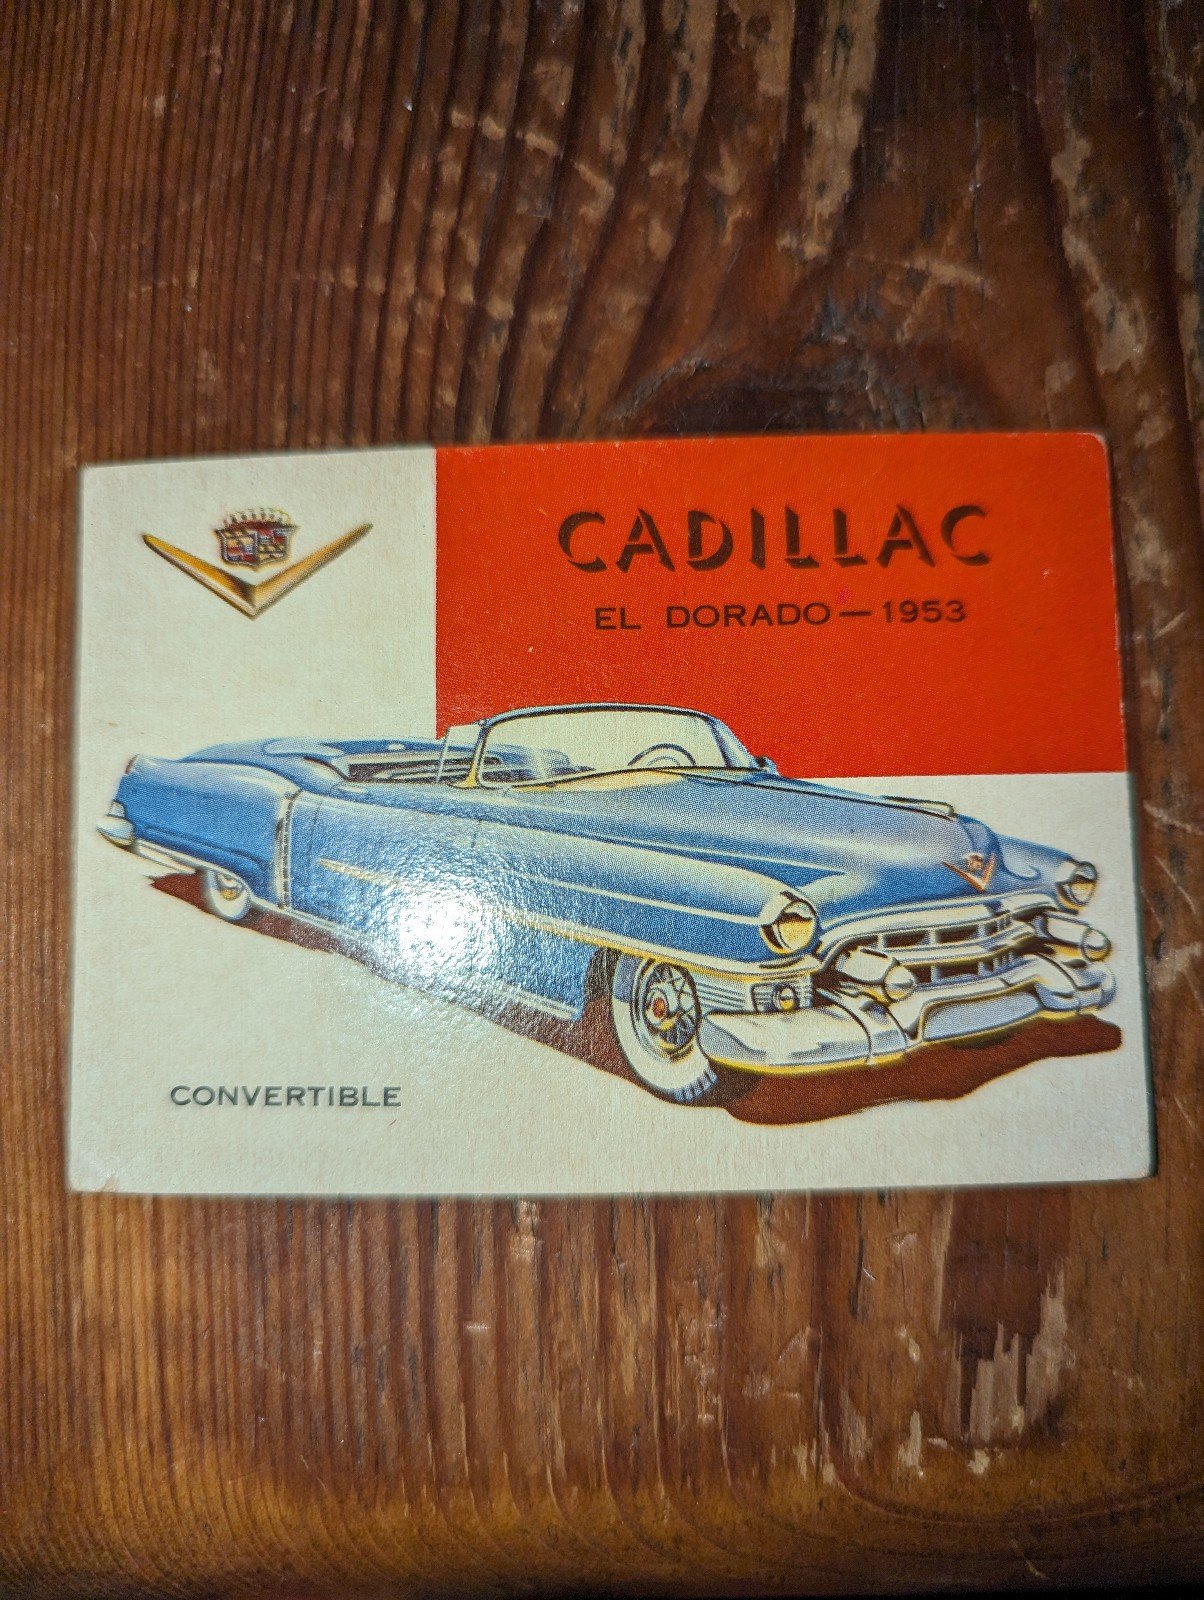 CADILLAC
EL DORADO — 1953
CONVERTIBLE